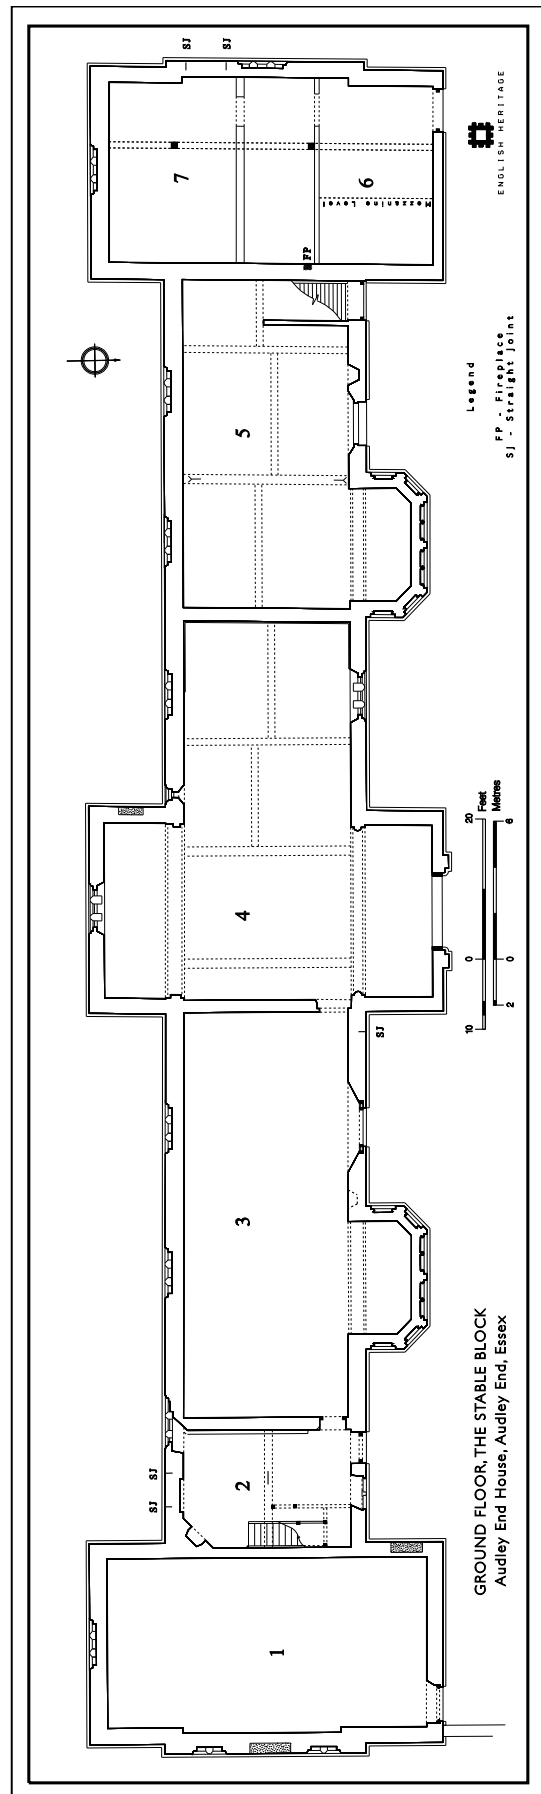 GROUND FLOOR, THE STABLE BLOCK
Audley End House, Audley End, Essex
1
2
3
4
5
6
7
SJ
SJ
SJ
SJ
SJ
FP
Mezzanine Level
10 0 20 Feet
2 0 6 Metres
Legend
FP - Fireplace
SJ - Straight Joint
ENGLISH HERITAGE